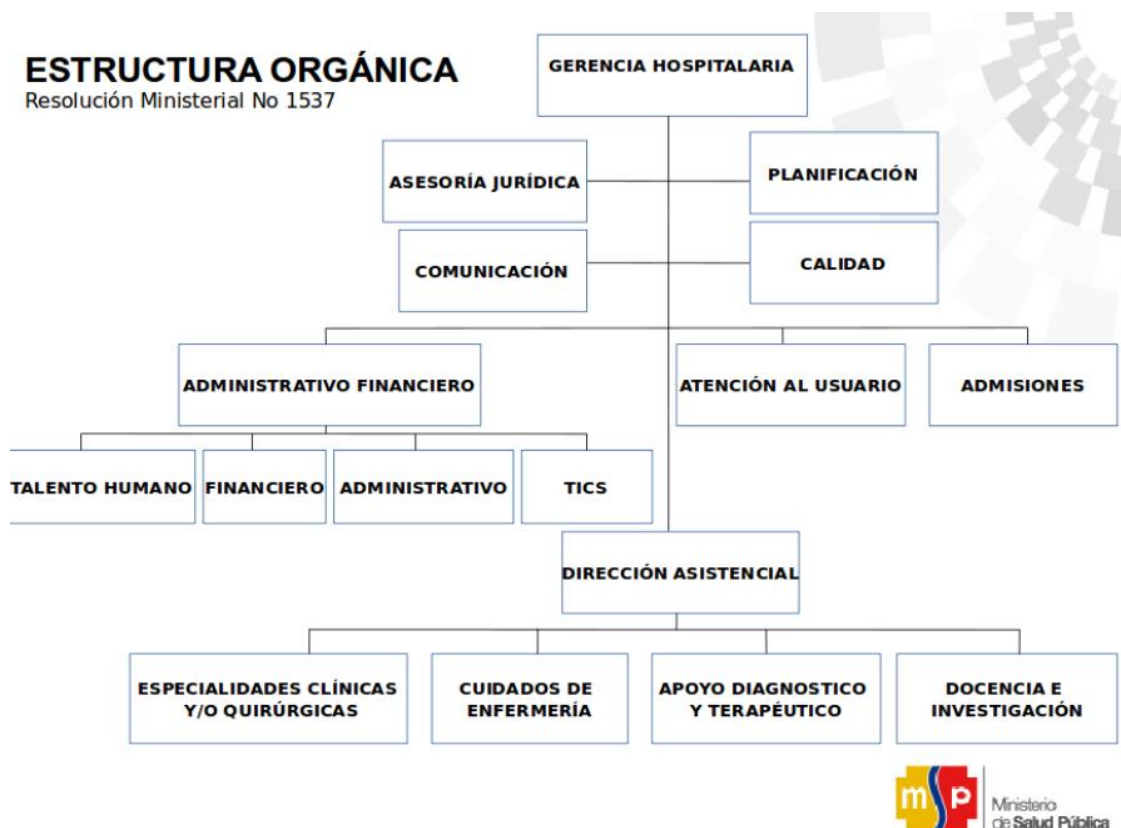 ESTRUCTURA ORGÁNICA
Resolución Ministerial No 1537
GERENCIA HOSPITALARIA
ASESORÍA JURÍDICA
PLANIFICACIÓN
COMUNICACIÓN
CALIDAD
ADMINISTRATIVO FINANCIERO
ATENCIÓN AL USUARIO
ADMISIONES
TALENTO HUMANO
FINANCIERO
ADMINISTRATIVO
TICS
DIRECCIÓN ASISTENCIAL
ESPECIALIDADES CLÍNICAS
Y/O QUIRÚRGICAS
CUIDADOS DE
ENFERMERÍA
APOYO DIAGNOSTICO
Y TERAPÉUTICO
DOCENCIA E
INVESTIGACIÓN
msp
Ministerio
de Salud Pública